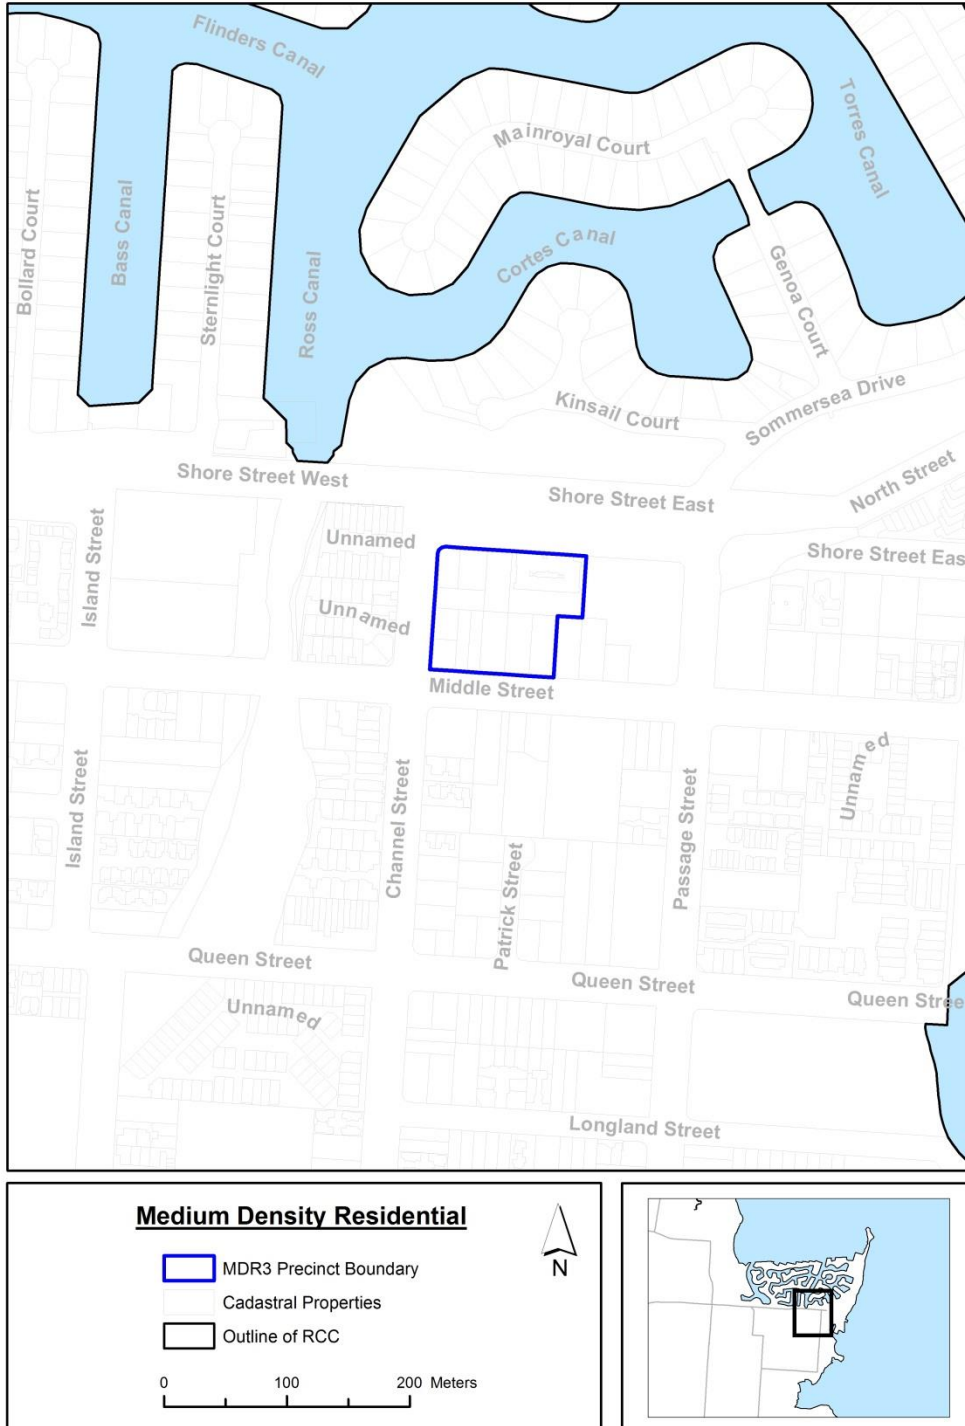 Flinders Canal
Torres Canal
Mainroyal Court
Bollard Court
Bass Canal
Sternlight Court
Ross Canal
Cortes Canal
Genoa Court
Kinsail Court
Sommersea Drive
North Street
Shore Street West
Shore Street East
Island Street
Unnamed
Shore Street Eas
Unnamed
Middle Street
Island Street
Channel Street
Patrick Street
Passage Street
Unnamed
Queen Street
Queen Street
Queen Stree
Unnamed
Longland Street
Medium Density Residential
MDR3 Precinct Boundary
Cadastral Properties
Outline of RCC
N
0 100 200 Meters